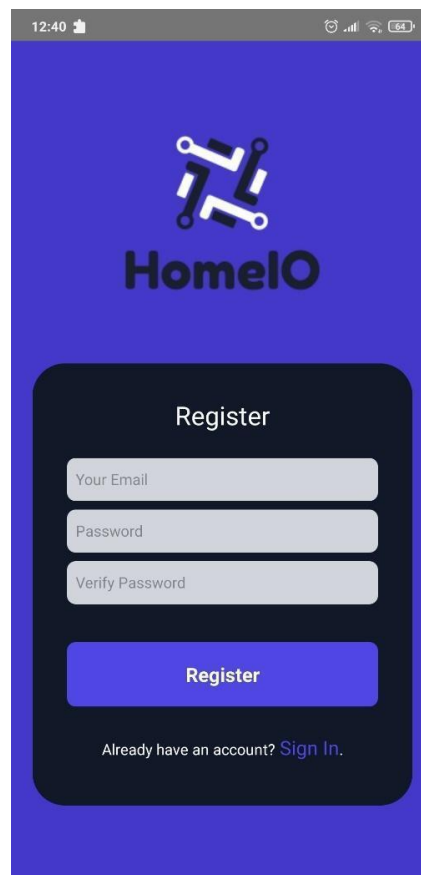 12:40
64
HomeIO
Register
Your Email
Password
Verify Password
Register
Already have an account? Sign In.